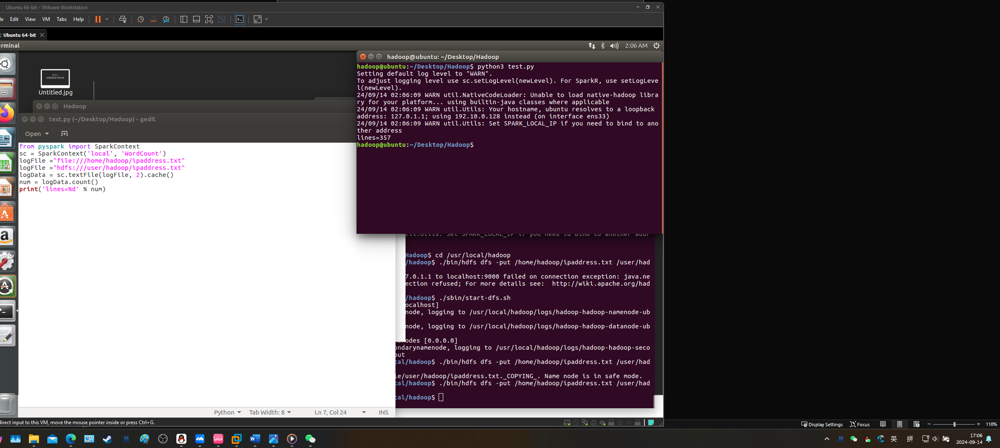 Ubuntu 64-bit - VMware Workstation
le Edit View VM Tabs Help
Ubuntu 64-bit
erminal
2:06 AM
2220223211102120
Untitled.jpg
Hadoop
test.py (~/Desktop/Hadoop) - gedit
Open
from pyspark import SparkContext
sc = SparkContext('local', 'WordCount')
logFile ="file:///home/hadoop/ipaddress.txt"
logFile ="hdfs:///user/hadoop/ipaddress.txt"
logData = sc.textFile(logFile, 2).cache()
num = logData.count()
print('lines=%d' % num)
Python Tab Width: 8 Ln 7, Col 24 INS
hadoop@ubuntu: ~/Desktop/Hadoop
hadoop@ubuntu:~/Desktop/Hadoop$ python3 test.py
Setting default log level to "WARN".
To adjust logging level use sc.setLogLevel(newLevel). For SparkR, use setLogLeve
l(newLevel).
24/09/14 02:06:09 WARN util.NativeCodeLoader: Unable to load native-hadoop libra
ry for your platform... using builtin-java classes where applicable
24/09/14 02:06:09 WARN util.Utils: Your hostname, ubuntu resolves to a loopback
address: 127.0.1.1; using 192.10.0.128 instead (on interface ens33)
24/09/14 02:06:09 WARN util.Utils: Set SPARK_LOCAL_IP if you need to bind to ano
ther address
lines=357
hadoop@ubuntu:~/Desktop/Hadoop$
til.Utils: Set SPARK_LOCAL_IP if you need to bind to another addr
Hadoop$ cd /usr/local/hadoop
/hadoop$ ./bin/hdfs dfs -put /home/hadoop/ipaddress.txt /user/had
7.0.1.1 to localhost:9000 failed on connection exception: java.ne
ection refused; For more details see:  http://wiki.apache.org/had
/hadoop$ ./sbin/start-dfs.sh
ocalhost]
node, logging to /usr/local/hadoop/logs/hadoop-hadoop-namenode-ub
node, logging to /usr/local/hadoop/logs/hadoop-hadoop-datanode-ub
nodes [0.0.0.0]
ondarynamenode, logging to /usr/local/hadoop/logs/hadoop-hadoop-seco
out
cal/hadoop$ ./bin/hdfs dfs -put /home/hadoop/ipaddress.txt /user/had
le/user/hadoop/ipaddress.txt._COPYING_. Name node is in safe mode.
cal/hadoop$ ./bin/hdfs dfs -put /home/hadoop/ipaddress.txt /user/had
cal/hadoop$
direct input to this VM, move the mouse pointer inside or press Ctrl+G.
Display Settings Focus 110%
英 拼
17:06
2024-09-14